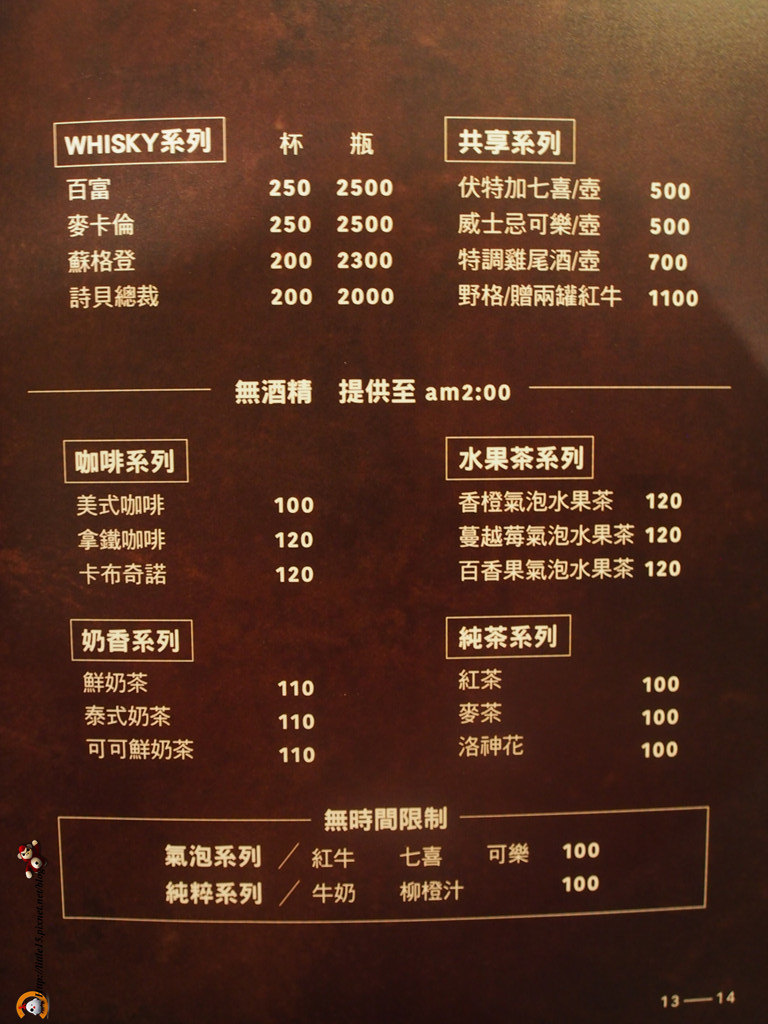 WHISKY系列 杯 瓶
百富 250 2500
麥卡倫 250 2500
蘇格登 200 2300
詩貝總裁 200 2000
共享系列
伏特加七喜/壺 500
威士忌可樂/壺 500
特調雞尾酒/壺 700
野格/贈兩罐紅牛 1100
無酒精 提供至 am2:00
咖啡系列
美式咖啡 100
拿鐵咖啡 120
卡布奇諾 120
水果茶系列
香橙氣泡水果茶 120
蔓越莓氣泡水果茶 120
百香果氣泡水果茶 120
奶香系列
鮮奶茶 110
泰式奶茶 110
可可鮮奶茶 110
純茶系列
紅茶 100
麥茶 100
洛神花 100
無時間限制
氣泡系列 / 紅牛 七喜 可樂 100
純粹系列 / 牛奶 柳橙汁 100
13 — 14